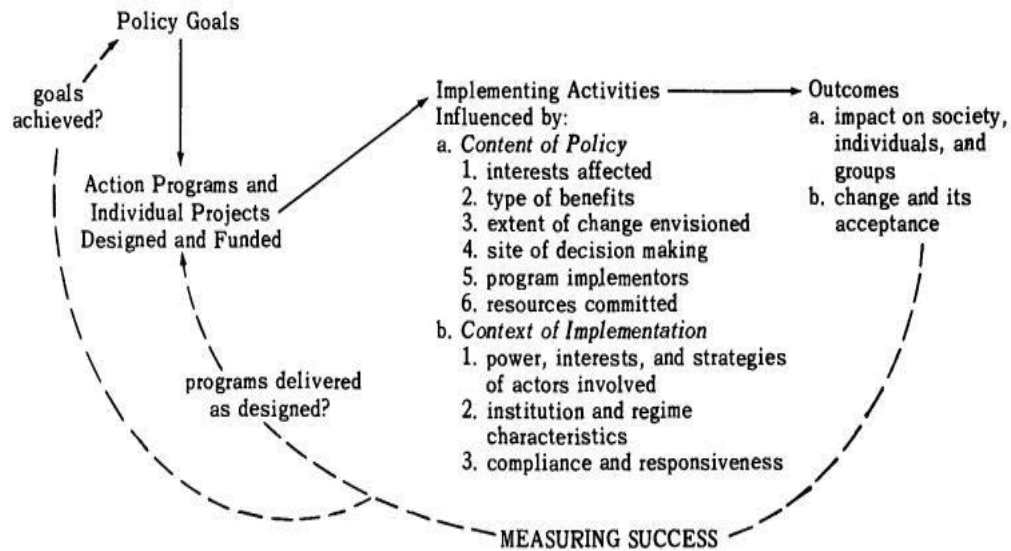 Policy Goals
goals
achieved?
Action Programs and
Individual Projects
Designed and Funded
programs delivered
as designed?
Implementing Activities
Influenced by:
a. Content of Policy
1. interests affected
2. type of benefits
3. extent of change envisioned
4. site of decision making
5. program implementors
6. resources committed
b. Context of Implementation
1. power, interests, and strategies
of actors involved
2. institution and regime
characteristics
3. compliance and responsiveness
Outcomes
a. impact on society,
individuals, and
groups
b. change and its
acceptance
MEASURING SUCCESS